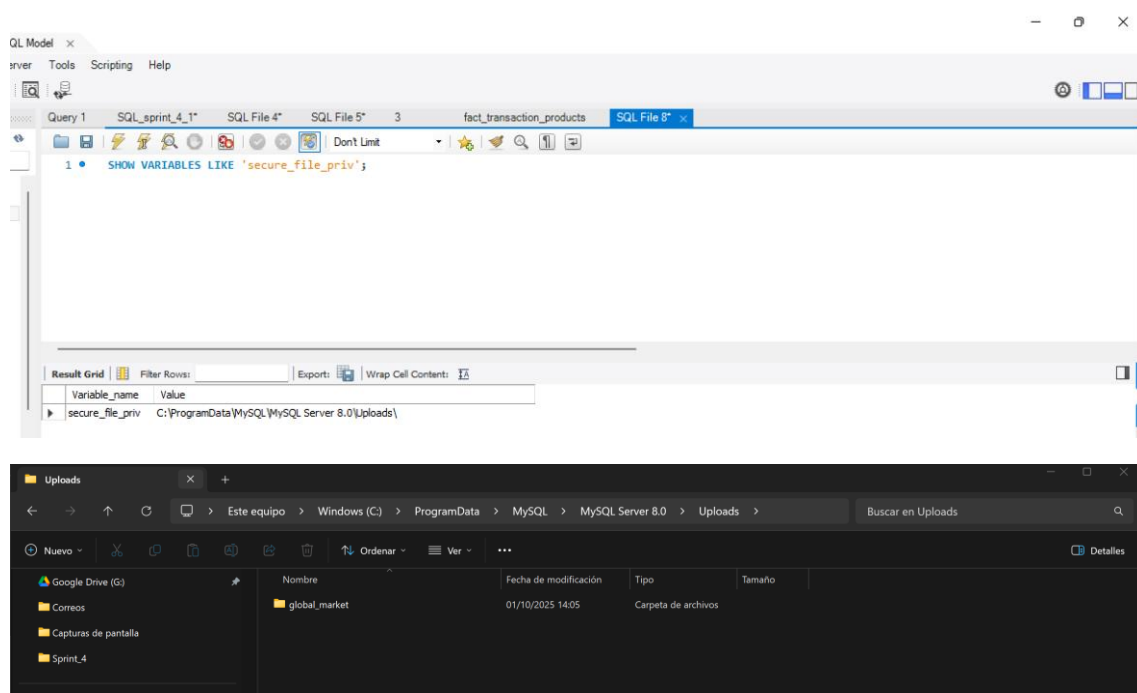 QL Model
erver Tools Scripting Help
Query 1 SQL_sprint_4_1* SQL File 4* SQL File 5* 3 fact_transaction_products SQL File 8*
Don't Limit
1 SHOW VARIABLES LIKE 'secure_file_priv';
Result Grid Filter Rows: Export: Wrap Cell Content:
Variable_name Value
secure_file_priv C:\ProgramData\MySQL\MySQL Server 8.0\Uploads\
Uploads
Este equipo > Windows (C:) > ProgramData > MySQL > MySQL Server 8.0 > Uploads > Buscar en Uploads
Nuevo Ordenar Ver ... Detalles
Google Drive (G:) Nombre Fecha de modificación Tipo Tamaño
Correos global_market 01/10/2025 14:05 Carpeta de archivos
Capturas de pantalla
Sprint_4